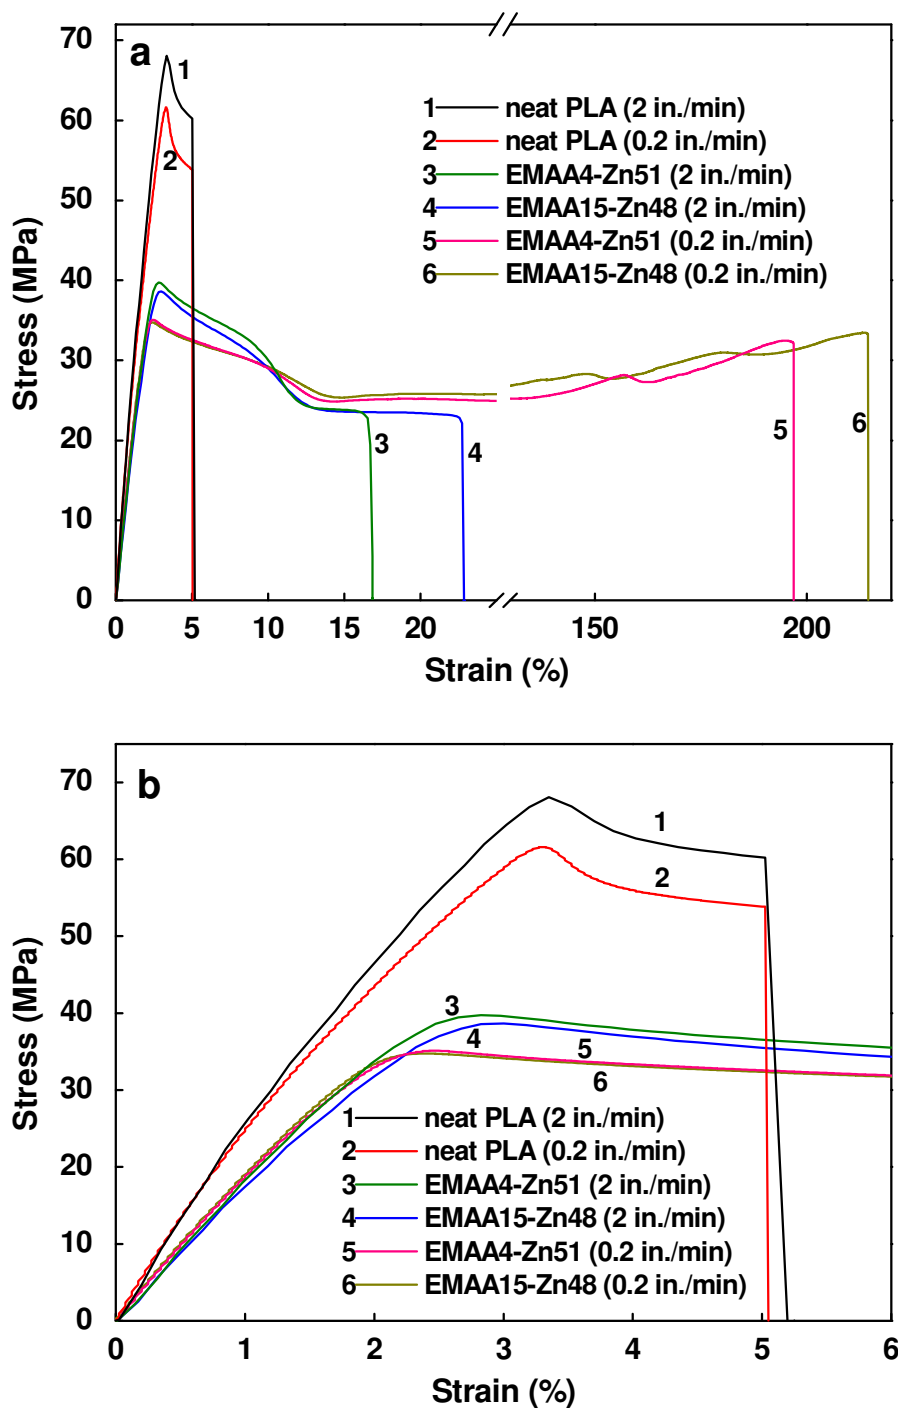 a
70
60
50
40
30
20
10
0
Stress (MPa)
1
2
3
4
5
6
1 neat PLA (2 in./min)
2 neat PLA (0.2 in./min)
3 EMAA4-Zn51 (2 in./min)
4 EMAA15-Zn48 (2 in./min)
5 EMAA4-Zn51 (0.2 in./min)
6 EMAA15-Zn48 (0.2 in./min)
0 5 10 15 20 150 200
Strain (%)
b
70
60
50
40
30
20
10
0
Stress (MPa)
1
2
3
4
5
6
1 neat PLA (2 in./min)
2 neat PLA (0.2 in./min)
3 EMAA4-Zn51 (2 in./min)
4 EMAA15-Zn48 (2 in./min)
5 EMAA4-Zn51 (0.2 in./min)
6 EMAA15-Zn48 (0.2 in./min)
0 1 2 3 4 5 6
Strain (%)